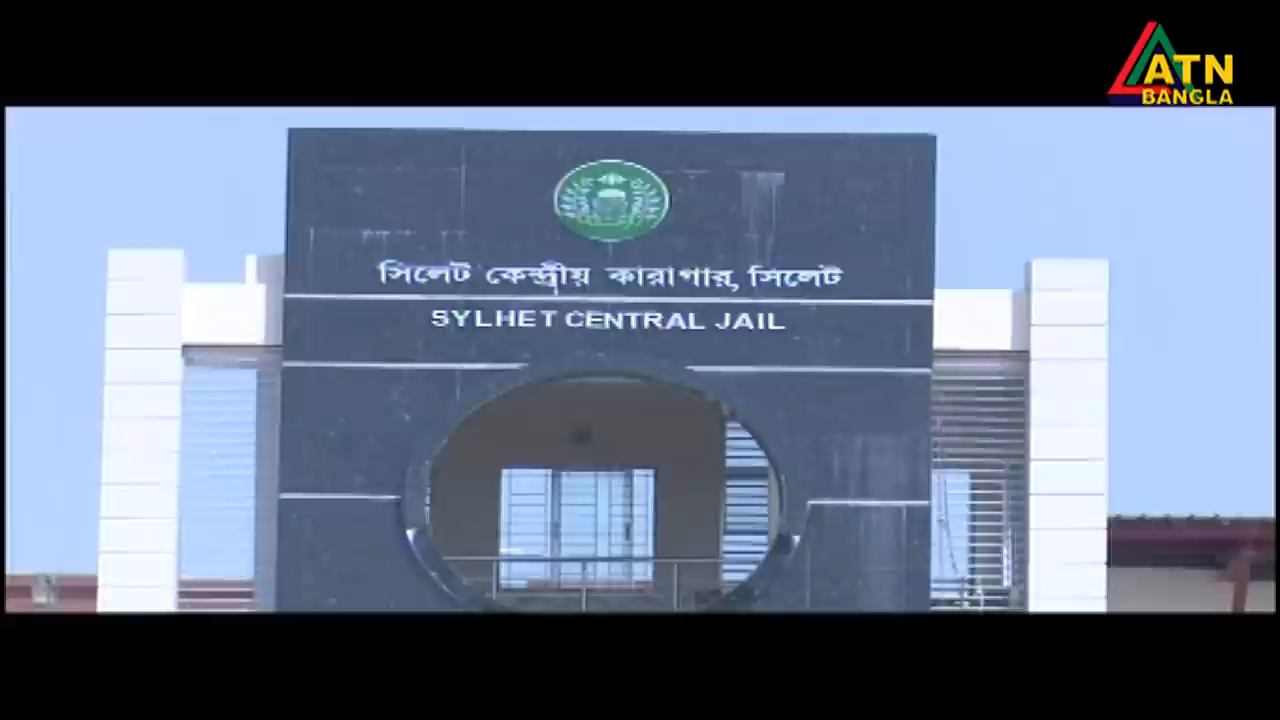 ATN
BANGLA
সিলেট কেন্দ্রীয় কারাগার, সিলেট
SYLHET CENTRAL JAIL